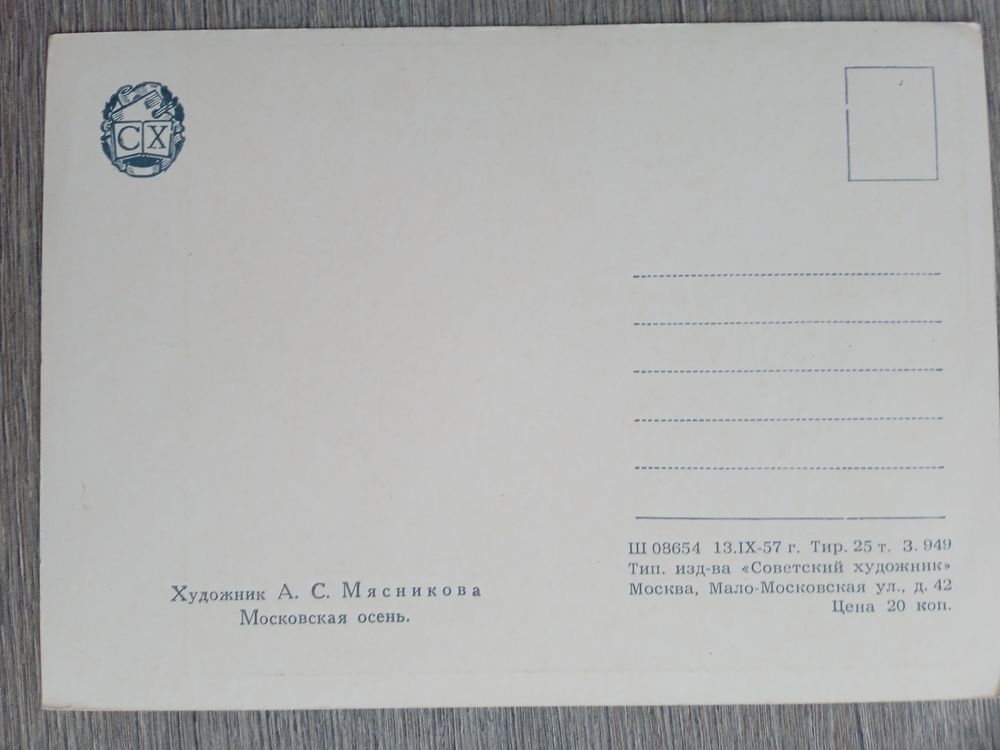 СХ
Художник А. С. Мясникова
Московская осень.
Ш 08654 13.IX-57 г. Тир. 25 т. З. 949
Тип. изд-ва «Советский художник»
Москва, Мало-Московская ул., д. 42
Цена 20 коп.